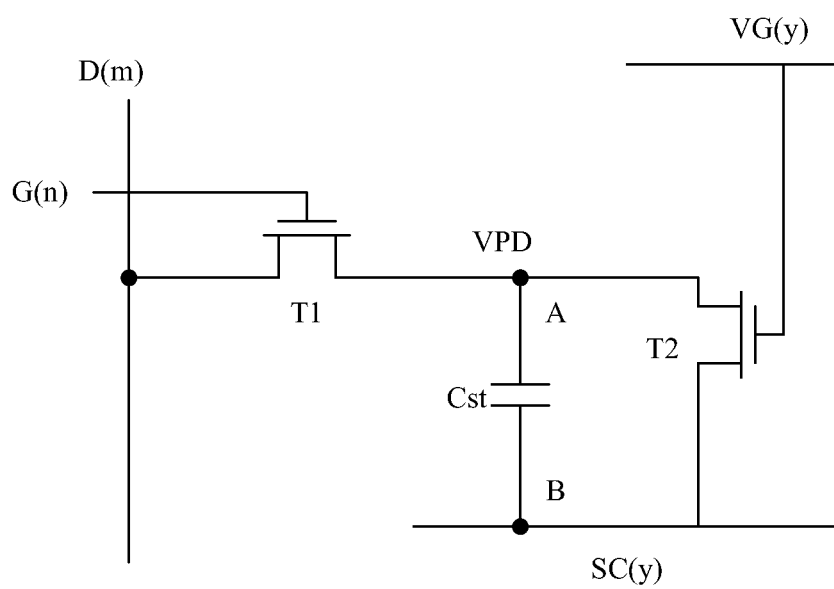 VG(y)
D(m)
G(n)
VPD
T1
A
T2
Cst
B
SC(y)